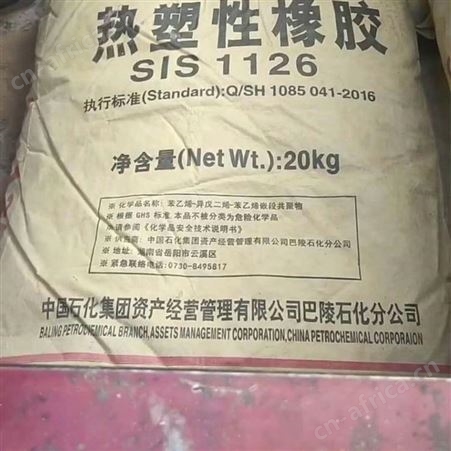 热塑性橡胶
SIS 1126
执行标准(Standard):Q/SH 1085 041-2016
净含量(Net Wt.):20kg
※ 化学品名称: 苯乙烯-异戊二烯-苯乙烯嵌段共聚物
※ 根据 GHS 标准 本品不被分类为危险化学品
※ 请参阅《化学品安全技术说明书》
※ 供应商: 中国石化集团资产经营管理有限公司巴陵石化分公司
※ 地址: 湖南省岳阳市云溪区
※ 紧急联络电话:0730-8495817
中国石化集团资产经营管理有限公司巴陵石化分公司
BALING PETROCHEMICAL BRANCH,ASSETS MANAGEMENT CORPORATION,CHINA PETROCHEMICAL CORPORAION
cn-africa.com